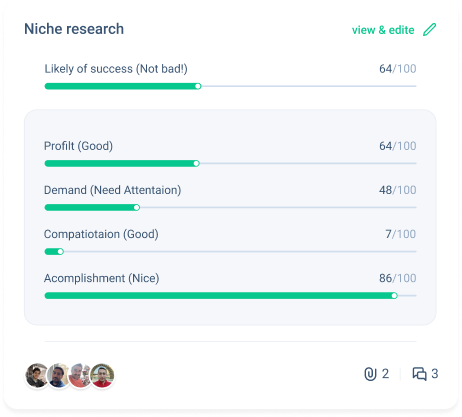 Niche research
view & edite
Likely of success (Not bad!)
64/100
Profilt (Good)
64/100
Demand (Need Attentaion)
48/100
Compatiotaion (Good)
7/100
Acomplishment (Nice)
86/100
2
3